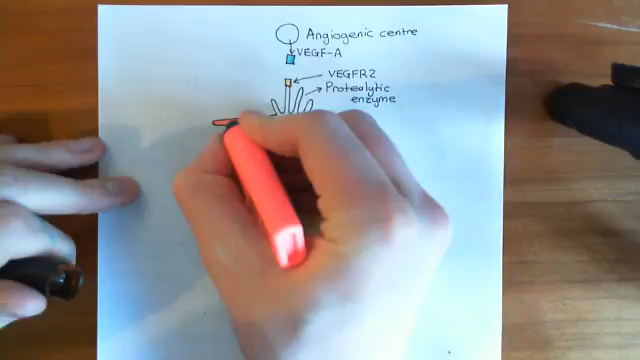 Angiogenic centre
VEGF-A
VEGFR2
Proteolytic
enzyme